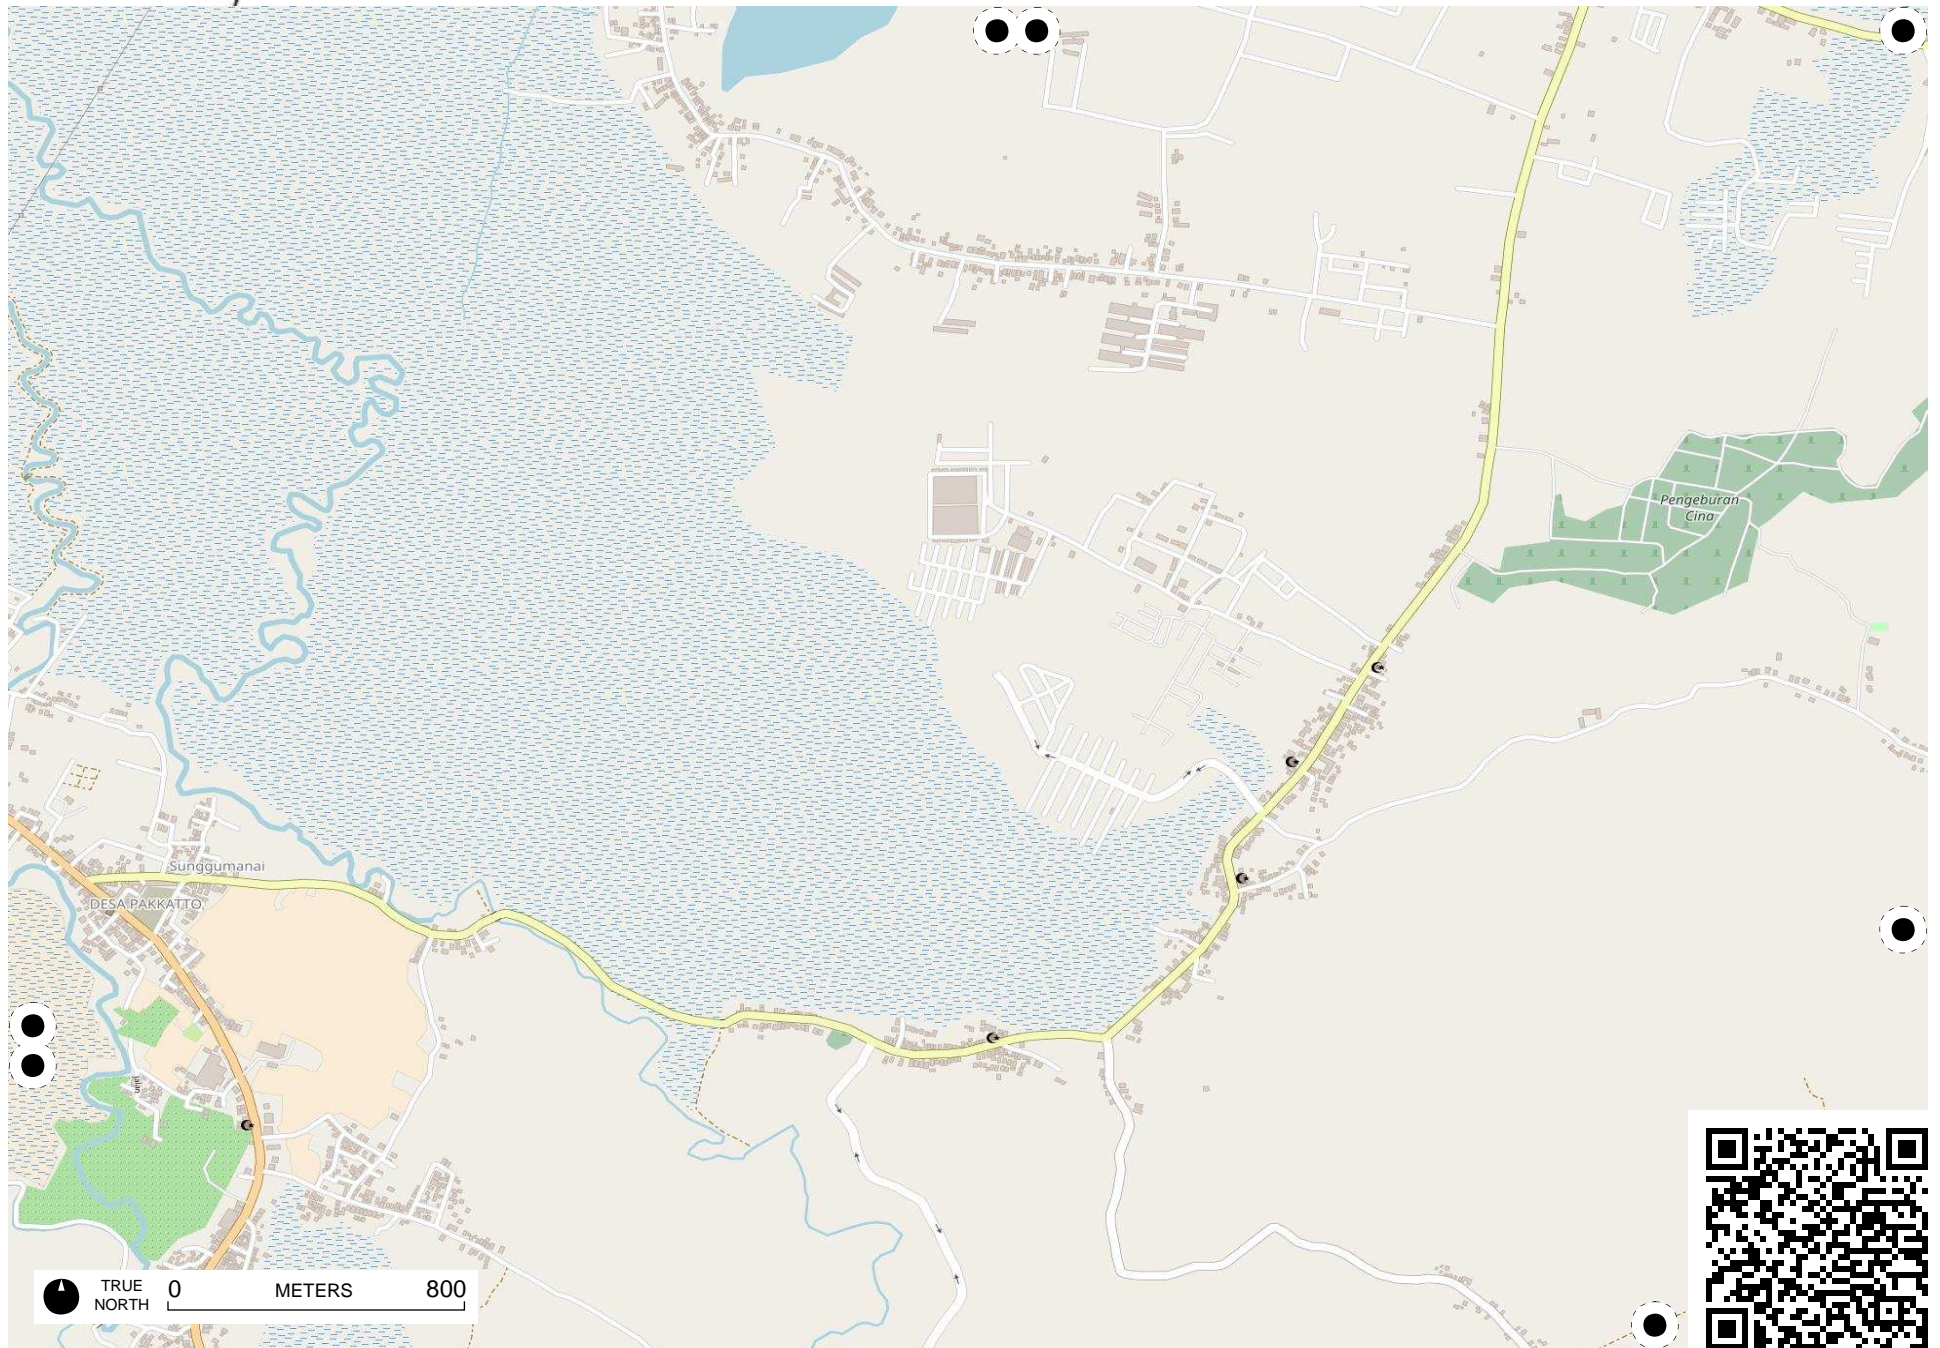 Pengeburan
Cina
Sunggumanai
DESA PAKKATTO
TRUE
NORTH
0 METERS 800